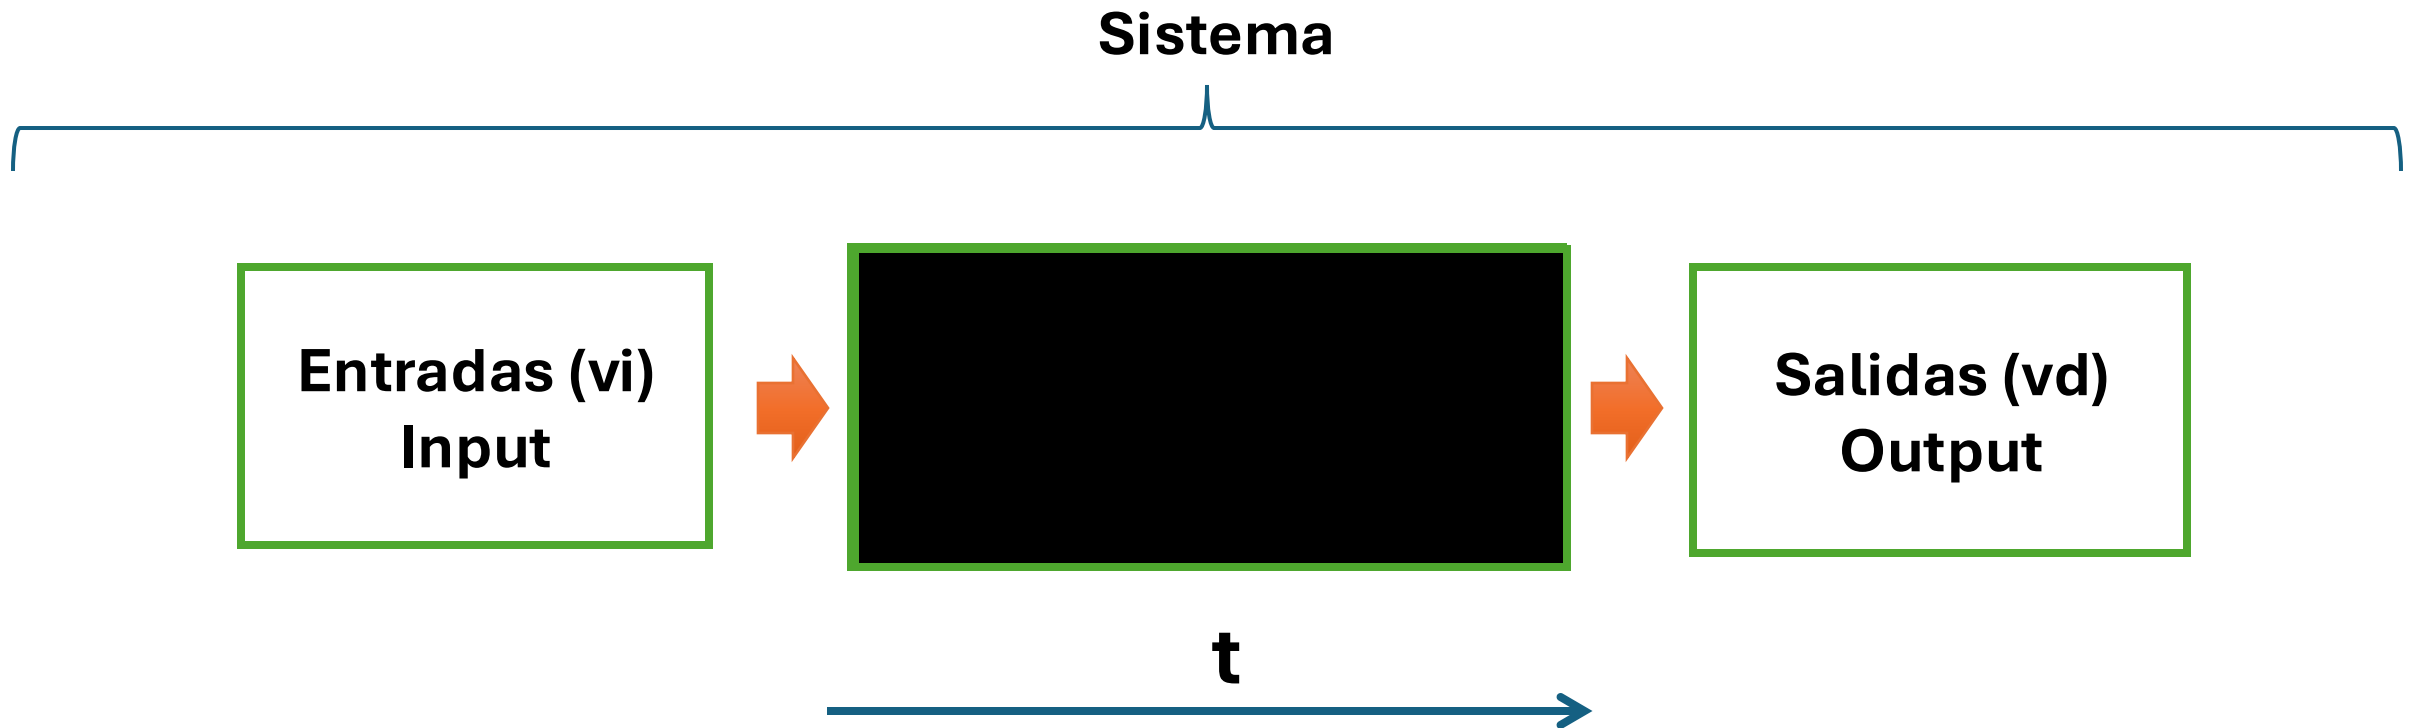 Sistema
Entradas (vi)
Input
Salidas (vd)
Output
t